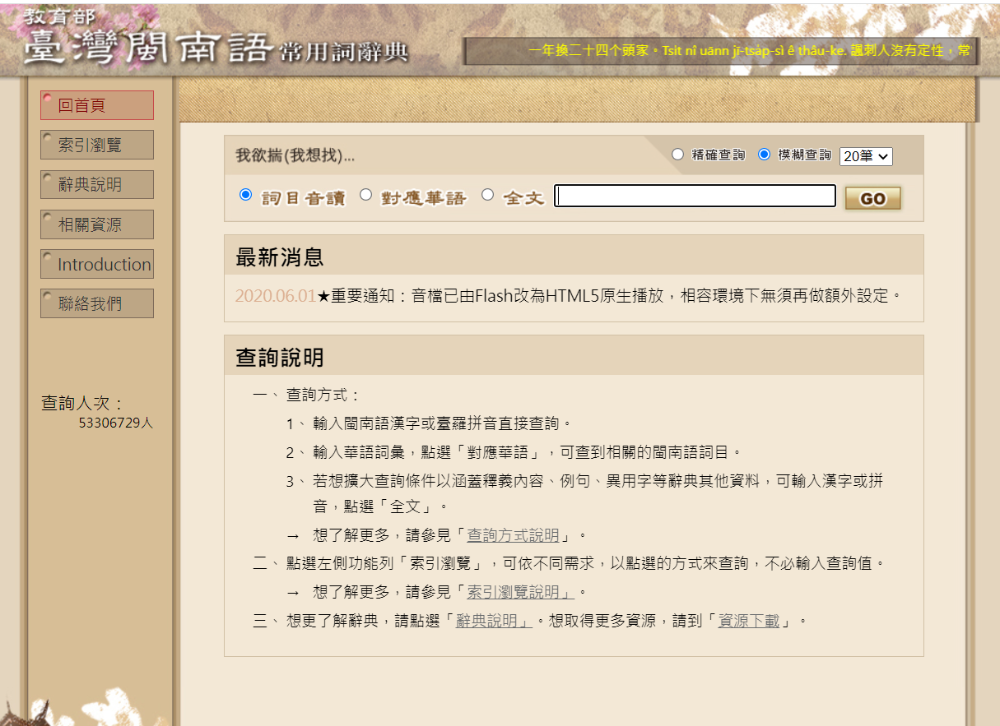 教育部
臺灣閩南語常用詞辭典
一年換二十四个頭家。Tsi̍t nî uānn jī-tsa̍p-sì ê thâu-ke. 諷刺人沒有定性，常
回首頁
索引瀏覽
辭典說明
相關資源
Introduction
聯絡我們
查詢人次：
53306729人
我欲揣(我想找)...
精確查詢 模糊查詢 20筆
詞目音讀 對應華語 全文 GO
最新消息
2020.06.01★重要通知：音檔已由Flash改為HTML5原生播放，相容環境下無須再做額外設定。
查詢說明
一、查詢方式：
1、輸入閩南語漢字或臺羅拼音直接查詢。
2、輸入華語詞彙，點選「對應華語」，可查到相關的閩南語詞目。
3、若想擴大查詢條件以涵蓋釋義內容、例句、異用字等辭典其他資料，可輸入漢字或拼
音，點選「全文」。
→ 想了解更多，請參見「查詢方式說明」。
二、點選左側功能列「索引瀏覽」，可依不同需求，以點選的方式來查詢，不必輸入查詢值。
→ 想了解更多，請參見「索引瀏覽說明」。
三、想更了解辭典，請點選「辭典說明」。想取得更多資源，請到「資源下載」。